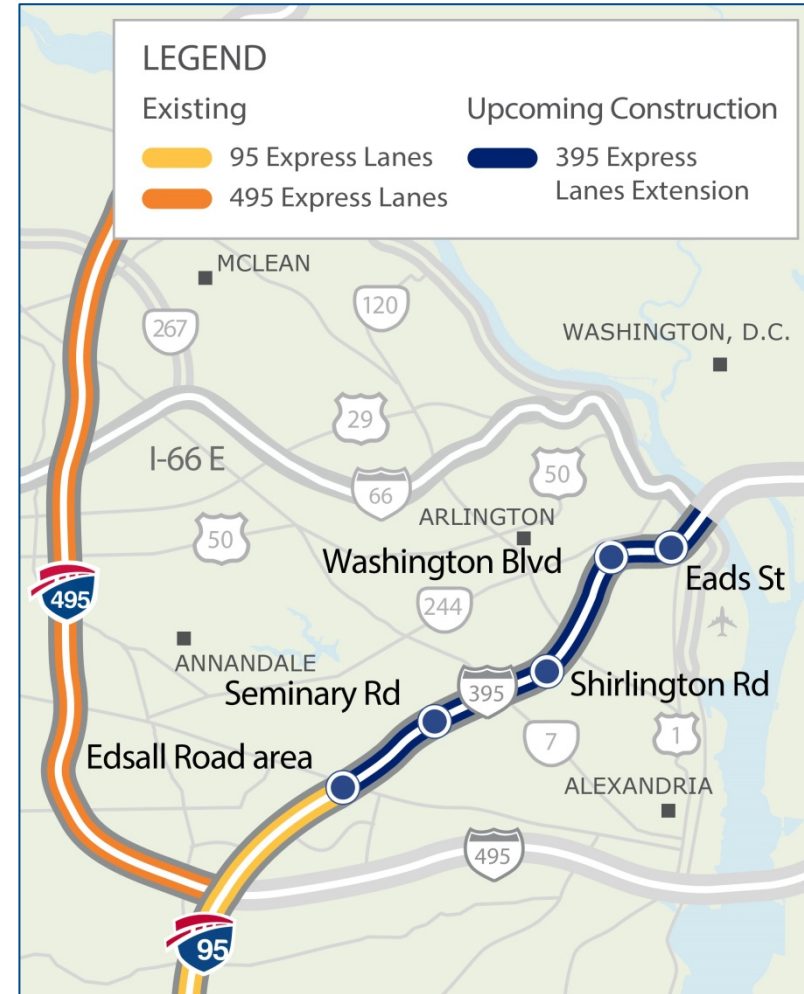 LEGEND
Existing
95 Express Lanes
495 Express Lanes
Upcoming Construction
395 Express
Lanes Extension
MCLEAN
120
267
WASHINGTON, D.C.
29
I-66 E
66
50
ARLINGTON
50
Washington Blvd
Eads St
495
244
ANNANDALE
Seminary Rd
395
Shirlington Rd
7
1
Edsall Road area
ALEXANDRIA
495
95